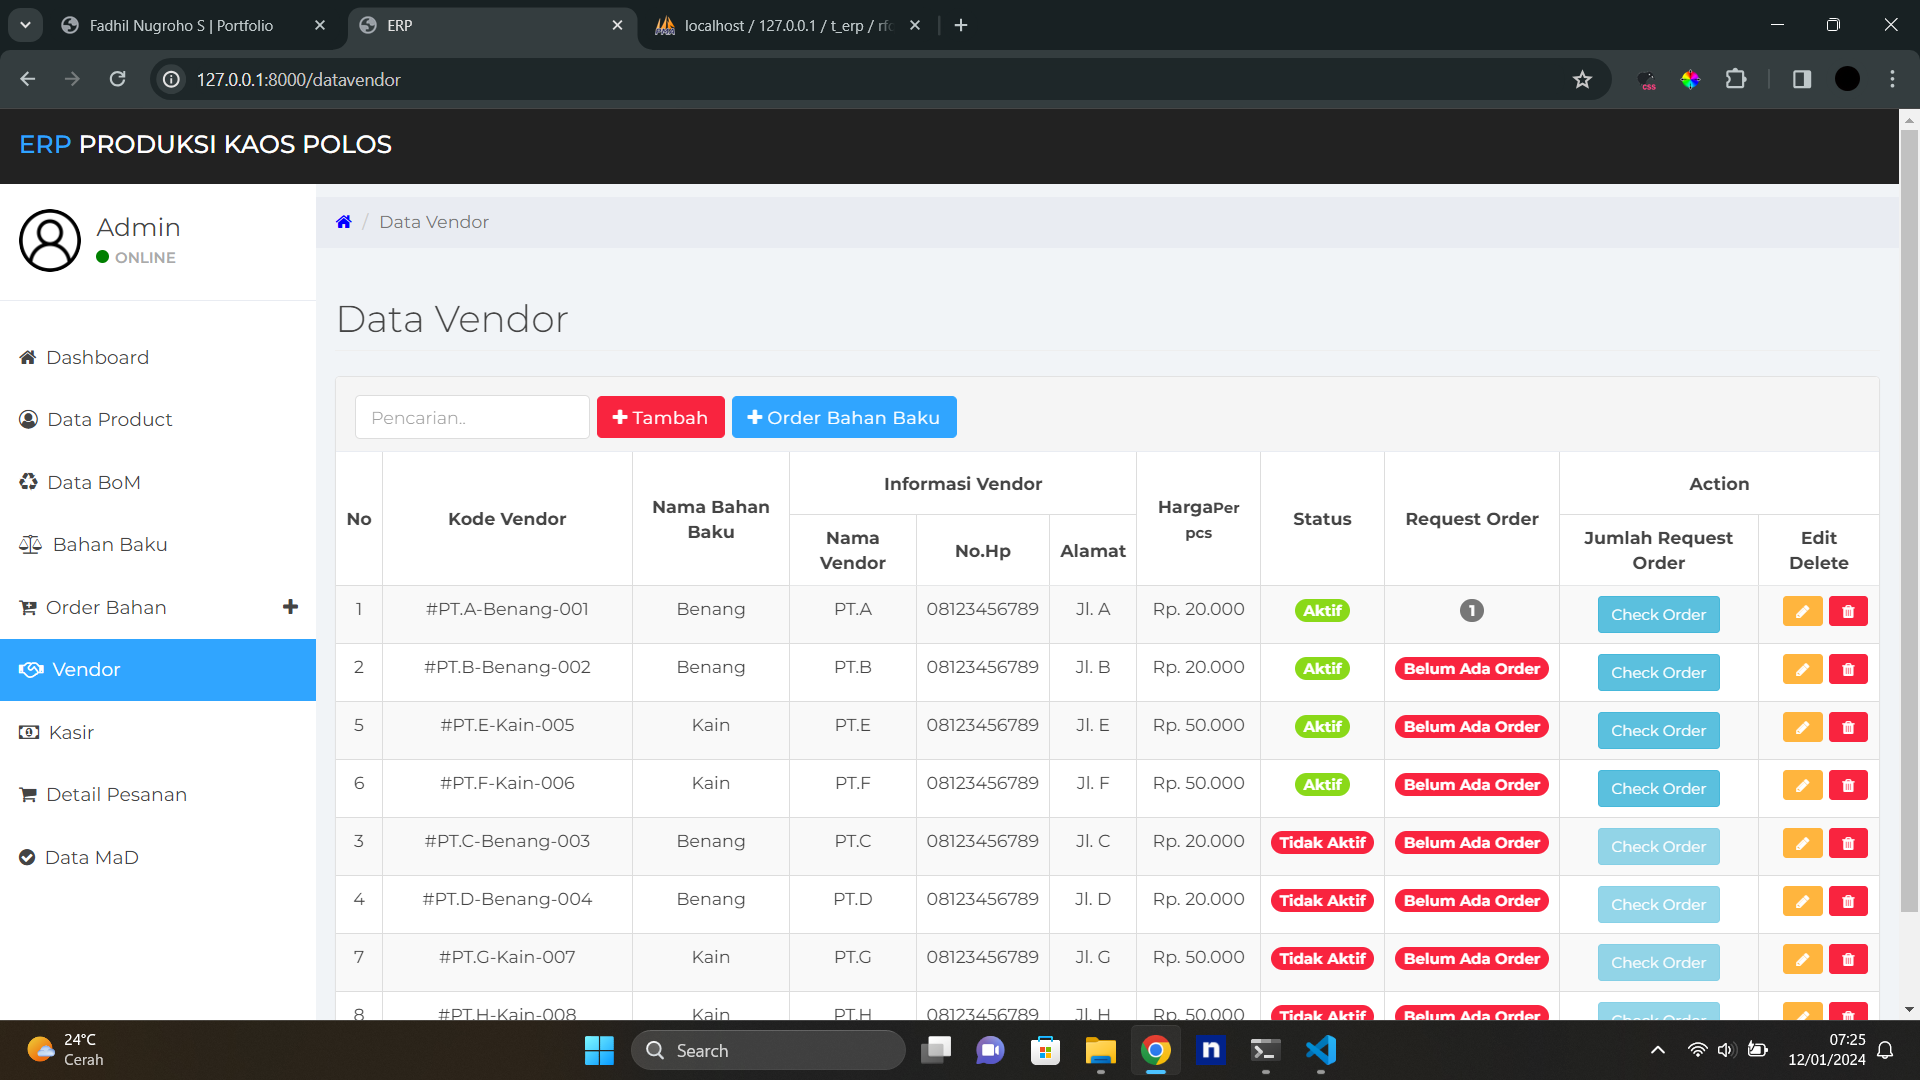 Fadhil Nugroho S | Portfolio
ERP
localhost / 127.0.0.1 / t_erp / rfc
127.0.0.1:8000/datavendor
ERP PRODUKSI KAOS POLOS
Admin
ONLINE
/ Data Vendor
Data Vendor
Dashboard
Data Product
Data BoM
Bahan Baku
Order Bahan
Vendor
Kasir
Detail Pesanan
Data MaD
Pencarian..
Tambah
Order Bahan Baku
No
Kode Vendor
Nama Bahan
Baku
Informasi Vendor
Nama
Vendor
No.Hp
Alamat
HargaPer
pcs
Status
Request Order
Action
Jumlah Request
Order
Edit
Delete
1 #PT.A-Benang-001 Benang PT.A 08123456789 Jl. A Rp. 20.000 Aktif 1 Check Order
2 #PT.B-Benang-002 Benang PT.B 08123456789 Jl. B Rp. 20.000 Aktif Belum Ada Order Check Order
5 #PT.E-Kain-005 Kain PT.E 08123456789 Jl. E Rp. 50.000 Aktif Belum Ada Order Check Order
6 #PT.F-Kain-006 Kain PT.F 08123456789 Jl. F Rp. 50.000 Aktif Belum Ada Order Check Order
3 #PT.C-Benang-003 Benang PT.C 08123456789 Jl. C Rp. 20.000 Tidak Aktif Belum Ada Order Check Order
4 #PT.D-Benang-004 Benang PT.D 08123456789 Jl. D Rp. 20.000 Tidak Aktif Belum Ada Order Check Order
7 #PT.G-Kain-007 Kain PT.G 08123456789 Jl. G Rp. 50.000 Tidak Aktif Belum Ada Order Check Order
8 #PT.H-Kain-008 Kain PT.H 08123456789 Jl. H Rp. 50.000 Tidak Aktif Belum Ada Order Check Order
24°C
Cerah
Search
07:25
12/01/2024